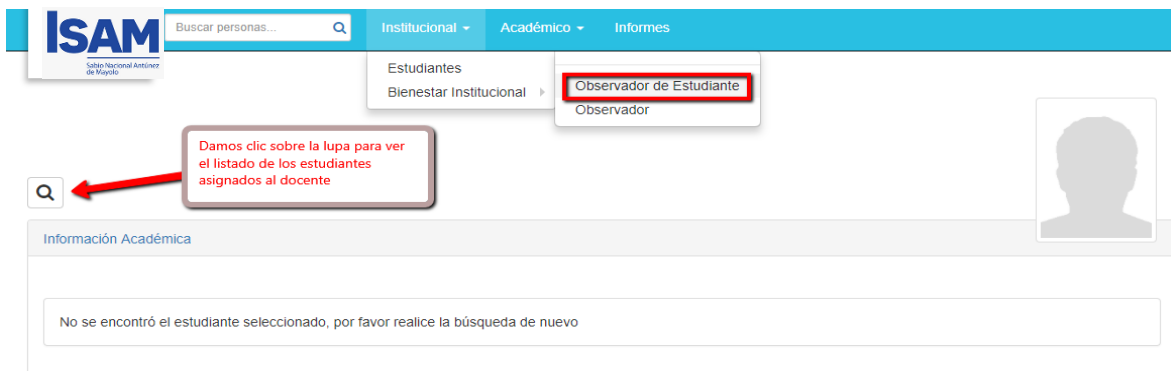 ISAM
Sabio Nacional Antúnez
de Mayolo
Buscar personas...
Institucional
Académico
Informes
Estudiantes
Bienestar Institucional
Observador de Estudiante
Observador
Damos clic sobre la lupa para ver
el listado de los estudiantes
asignados al docente
Información Académica
No se encontró el estudiante seleccionado, por favor realice la búsqueda de nuevo